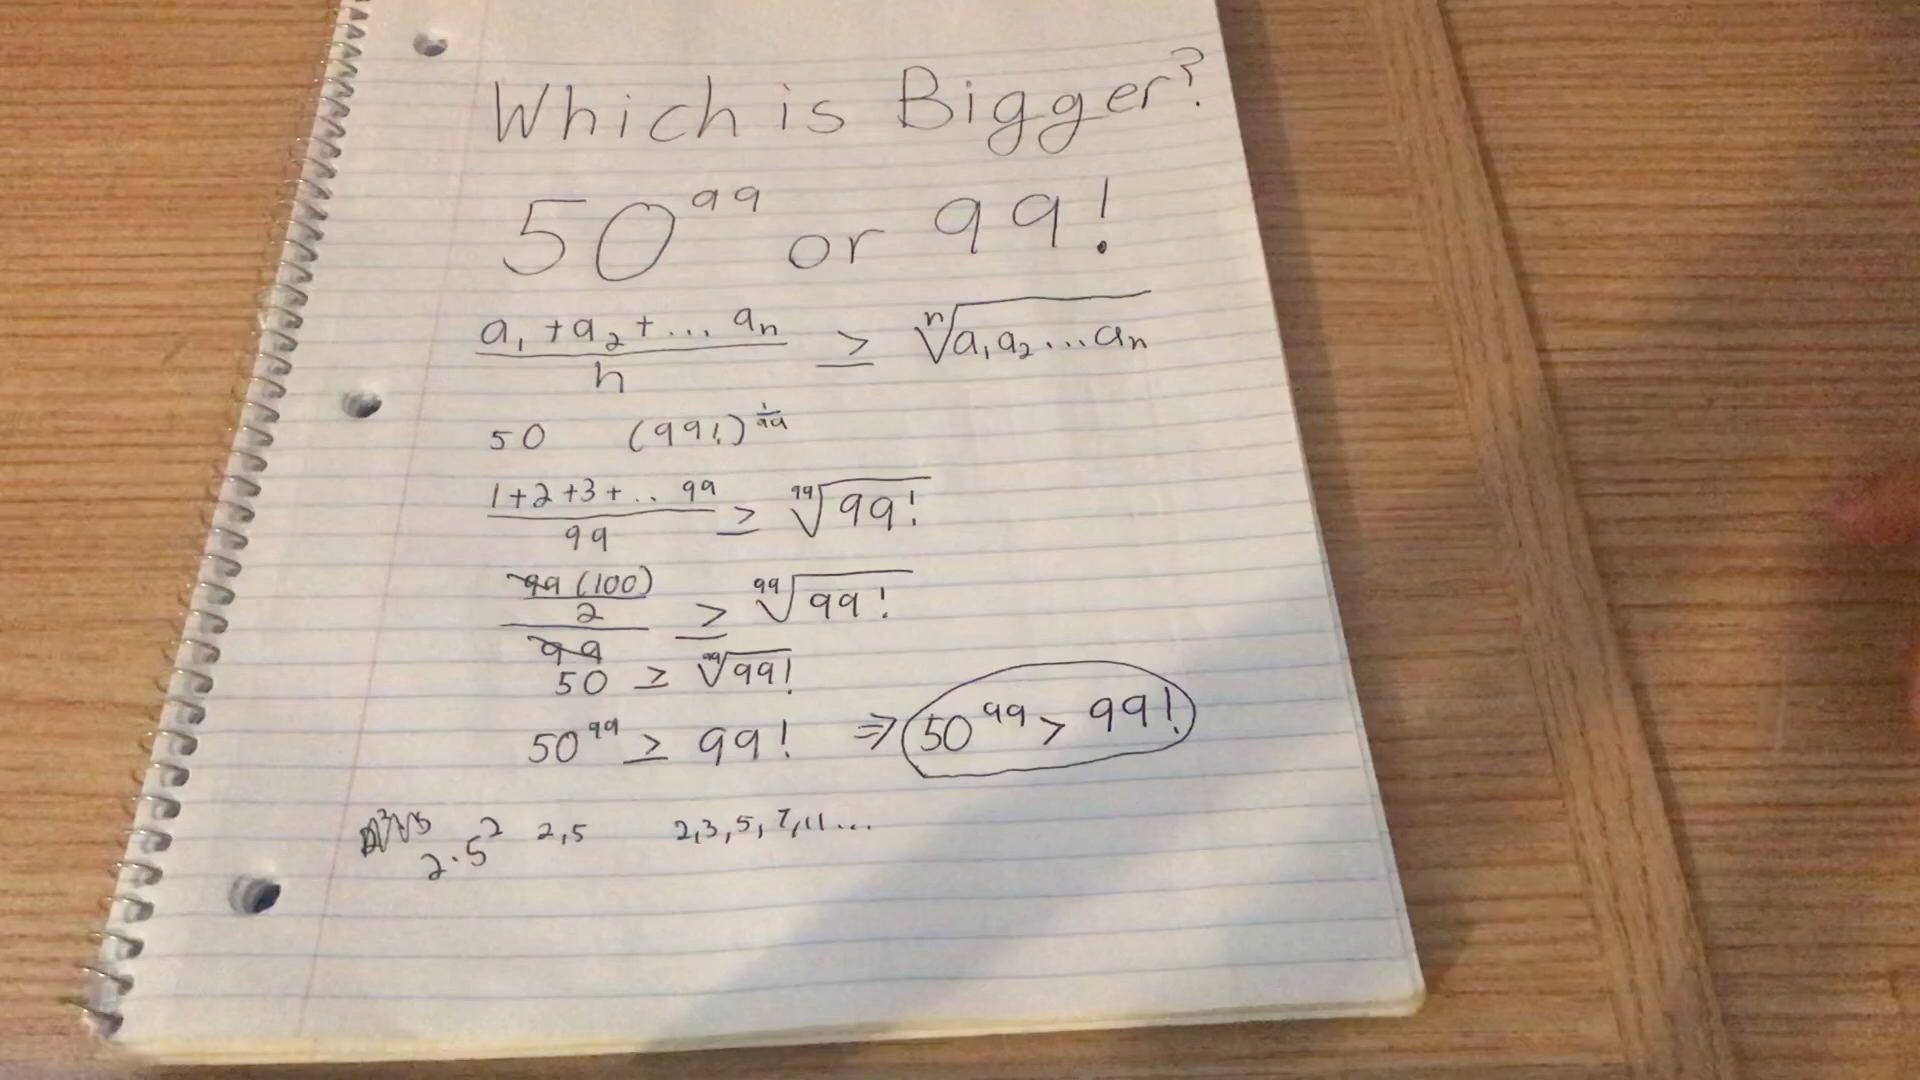 Which is Bigger?
50^99 or 99!
(a₁ + a₂ + ... aₙ)/n ≥ ⁿ√(a₁a₂...aₙ)
50 (99!)^(1/99)
(1+2+3+.. 99)/99 ≥ ⁹⁹√(99!)
(99(100)/2)/99 ≥ ⁹⁹√(99!)
50 ≥ ⁹⁹√(99!)
50^99 ≥ 99! ⇒ 50^99 > 99!
2·5² 2,5 2,3,5,7,11...